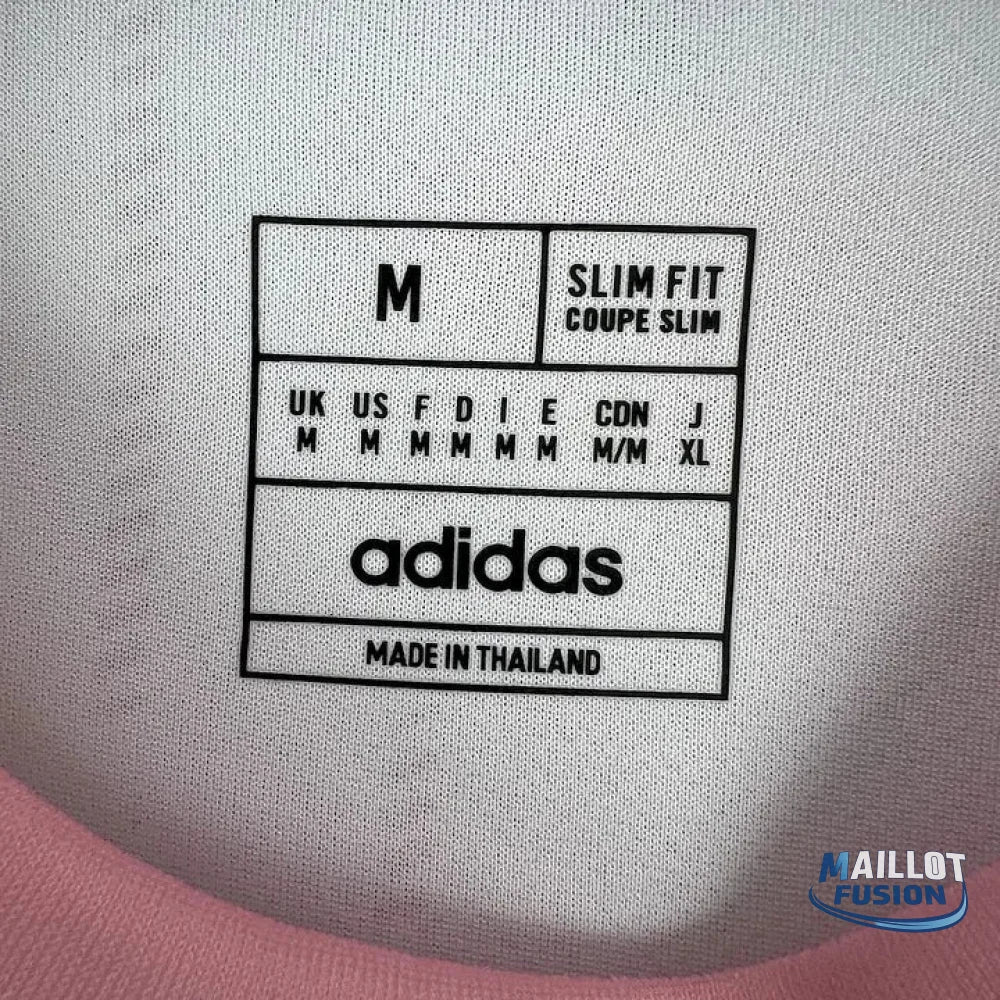 M
SLIM FIT
COUPE SLIM
UK US F D I E CDN J
M M M M M M M/M XL
adidas
MADE IN THAILAND
MAILLOT
FUSION